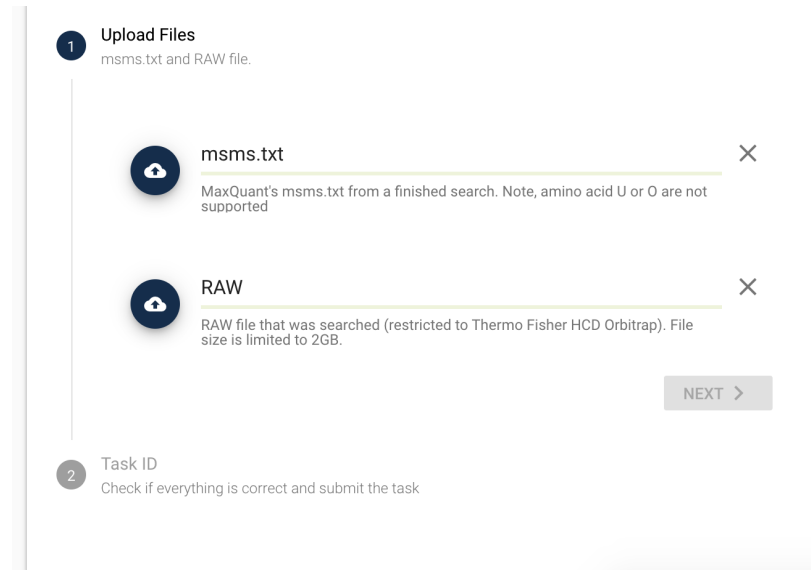 1
Upload Files
msms.txt and RAW file.
msms.txt
MaxQuant's msms.txt from a finished search. Note, amino acid U or O are not
supported
RAW
RAW file that was searched (restricted to Thermo Fisher HCD Orbitrap). File
size is limited to 2GB.
NEXT
2
Task ID
Check if everything is correct and submit the task